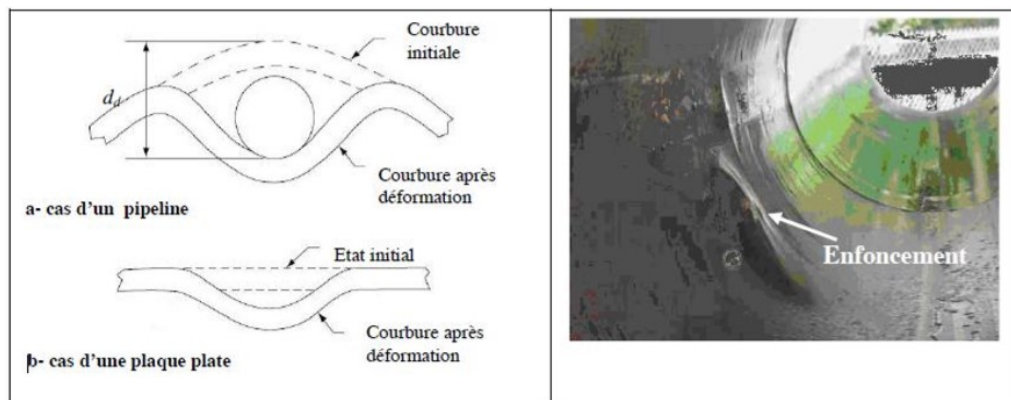 Courbure
initiale
d_d
Courbure après
déformation
a- cas d'un pipeline
Etat initial
Courbure après
déformation
b- cas d'une plaque plate
Enfoncement